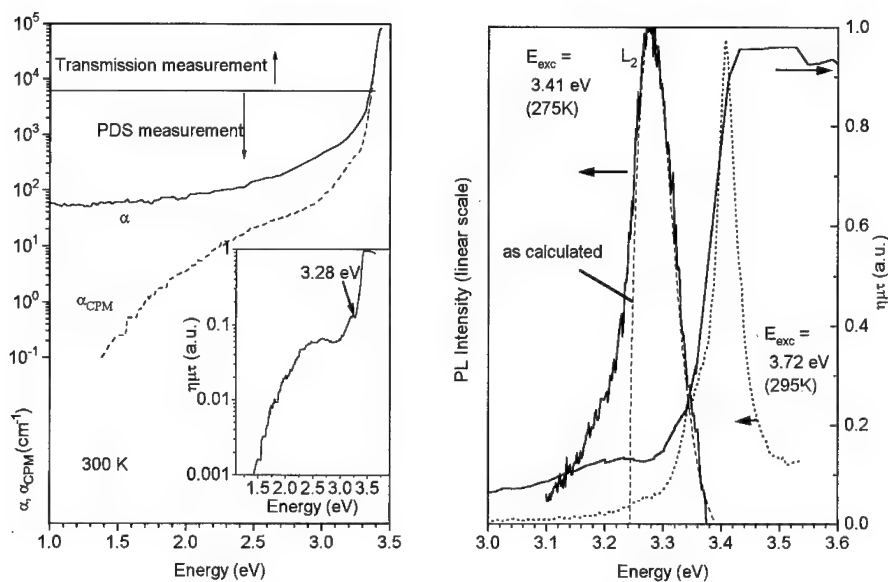 10^5
10^4
10^3
10^2
10^1
10^0
10^-1
α, α_CPM (cm^-1)
Transmission measurement
PDS measurement
α
α_CPM
300 K
1
0.1
0.01
0.001
ημτ (a.u.)
3.28 eV
1.5 2.0 2.5 3.0 3.5
Energy (eV)
1.0 1.5 2.0 2.5 3.0 3.5
Energy (eV)
PL Intensity (linear scale)
E_exc =
3.41 eV
(275K)
L_2
as calculated
E_exc =
3.72 eV
(295K)
1.0
0.8
0.6
0.4
0.2
0.0
ημτ (a.u.)
3.0 3.1 3.2 3.3 3.4 3.5 3.6
Energy (eV)